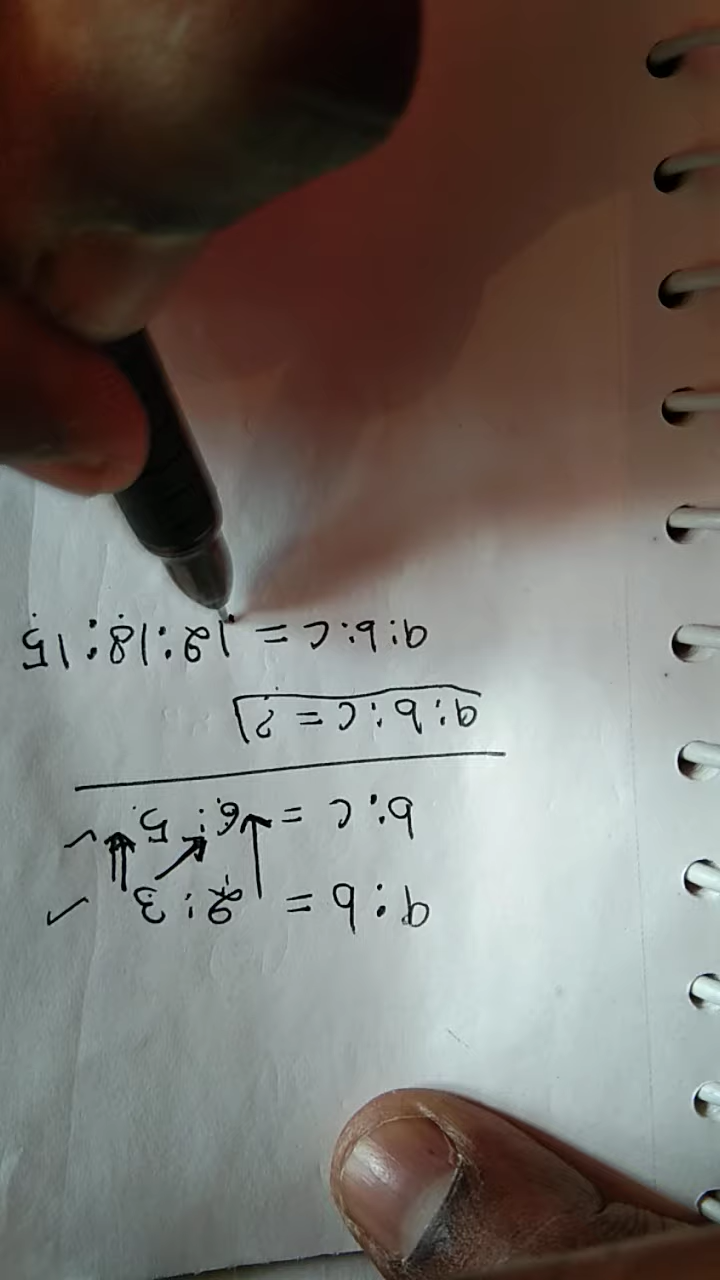 a:b = 2:3 ✓
b:c = 6:5 ✓
a:b:c = ?
a:b:c = 12:18:15